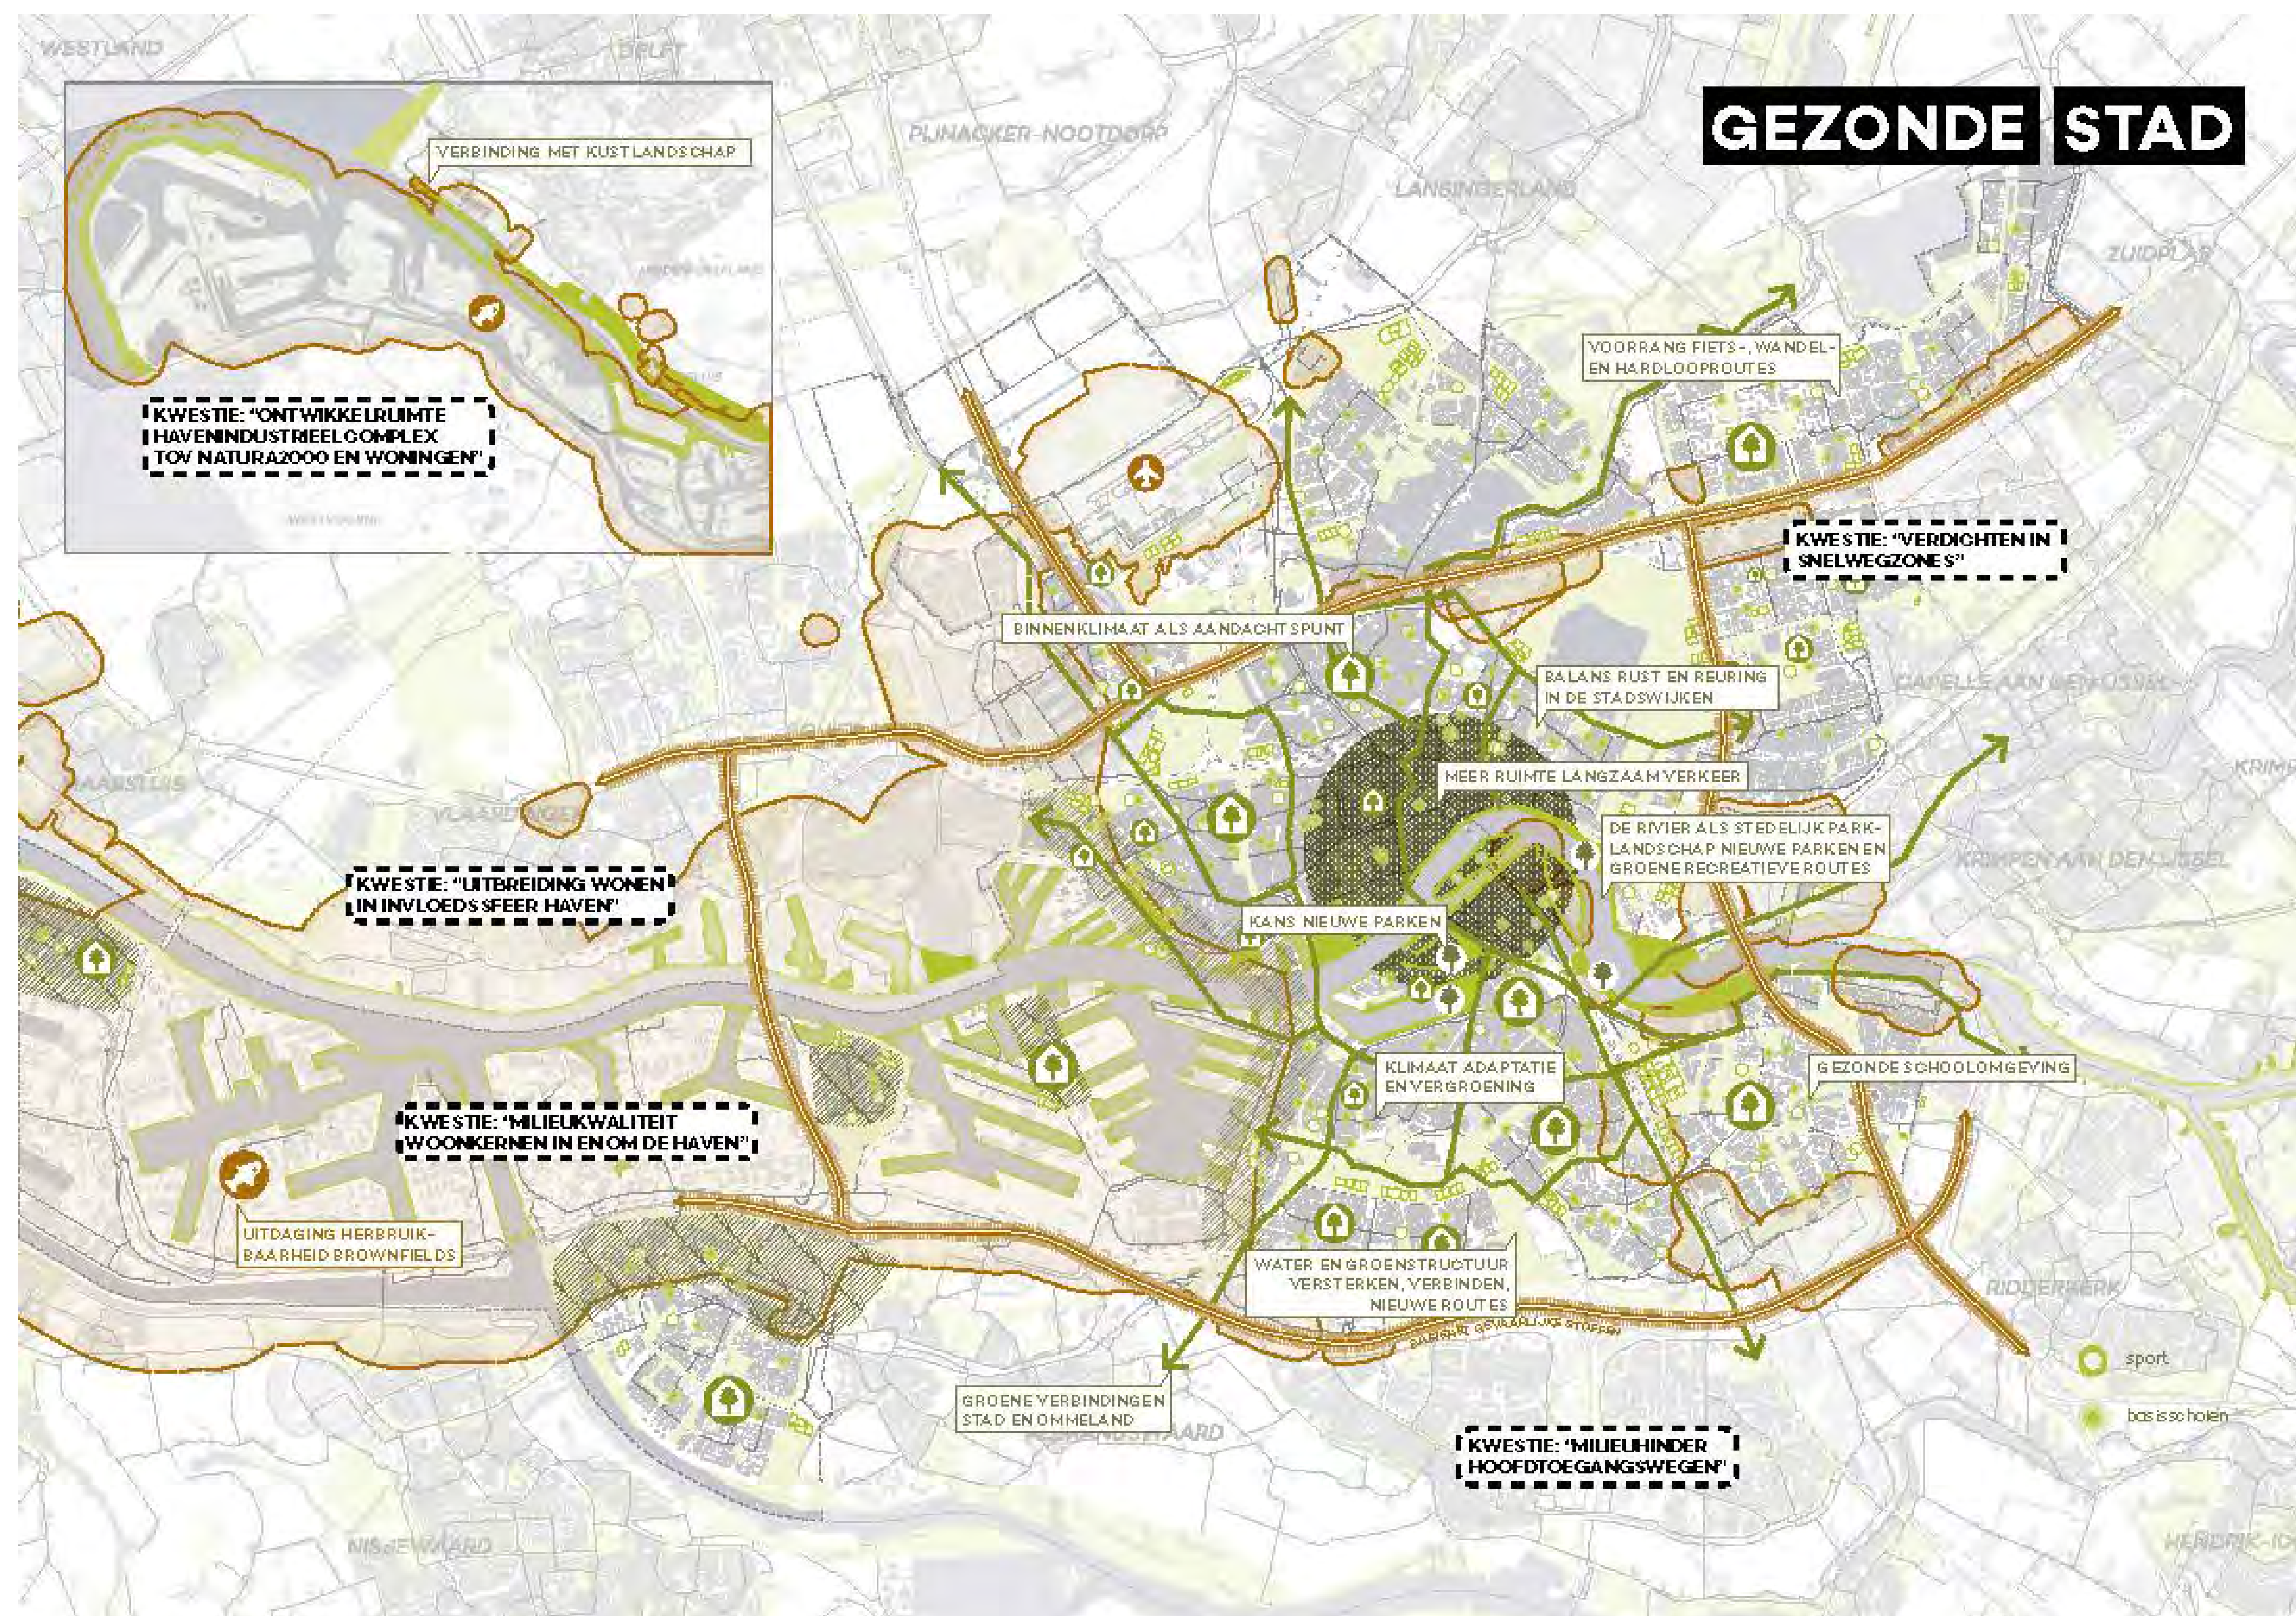 WESTLAND
DELFT
PIJNACKER-NOOTDORP
GEZONDE STAD
LANSINGERLAND
ZUIDPLAS
VERBINDING MET KUSTLANDSCHAP
KWESTIE: "ONTWIKKELRUIMTE
HAVENINDUSTRIEEL COMPLEX
TOV NATURA2000 EN WONINGEN"
VOORRANG FIETS-, WANDEL-
EN HARDLOOPROUTES
KWESTIE: "VERDICHTEN IN
SNELWEGZONES"
BINNENKLIMAAT ALS AANDACHTSPUNT
BALANS RUST EN REURING
IN DE STADSWIJKEN
CAPELLE AAN DEN IJSSEL
MEER RUIMTE LANGZAAM VERKEER
KRIMP
VLAARDINGEN
DE RIVIER ALS STEDELIJK PARK-
LANDSCHAP NIEUWE PARKEN EN
GROENE RECREATIEVE ROUTES
KRIMPEN AAN DEN IJSSEL
KWESTIE: "UITBREIDING WONEN
IN INVLOEDSSFEER HAVEN"
KANS NIEUWE PARKEN
KLIMAAT ADAPTATIE
EN VERGROENING
GEZONDE SCHOOLOMGEVING
KWESTIE: "MILIEUKWALITEIT
WOONKERNEN IN EN OM DE HAVEN"
UITDAGING HERBRUIK-
BAARHEID BROWNFIELDS
WATER EN GROENSTRUCTUUR
VERSTERKEN, VERBINDEN,
NIEUWE ROUTES
RIDDERKERK
GEVAARLIJKE STOFFEN
sport
GROENE VERBINDINGEN
STAD EN OMMELAND
basisscholen
KWESTIE: "MILIEUHINDER
HOOFDTOEGANGSWEGEN"
NISSEWAARD